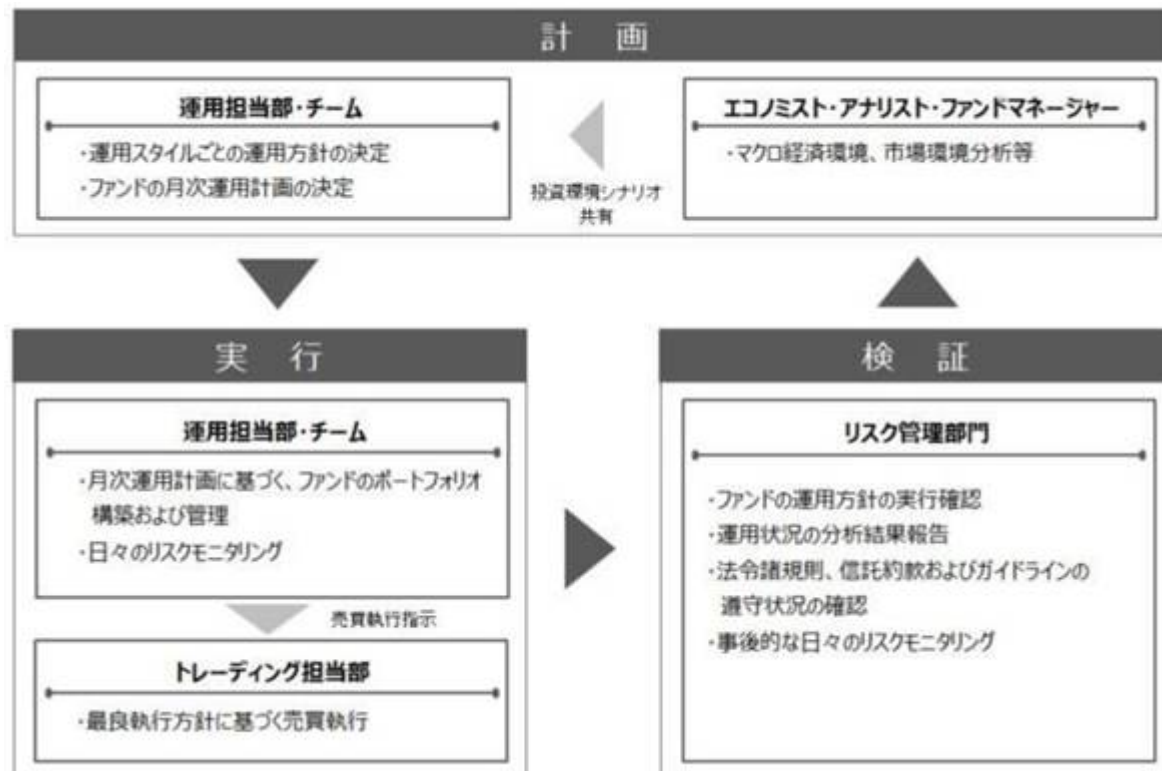 計 画
運用担当部・チーム
・運用スタイルごとの運用方針の決定
・ファンドの月次運用計画の決定
投資環境シナリオ
共有
エコノミスト・アナリスト・ファンドマネージャー
・マクロ経済環境、市場環境分析等
実 行
運用担当部・チーム
・月次運用計画に基づく、ファンドのポートフォリオ
構築および管理
・日々のリスクモニタリング
売買執行指示
トレーディング担当部
・最良執行方針に基づく売買執行
検 証
リスク管理部門
・ファンドの運用方針の実行確認
・運用状況の分析結果報告
・法令諸規則、信託約款およびガイドラインの
遵守状況の確認
・事後的な日々のリスクモニタリング